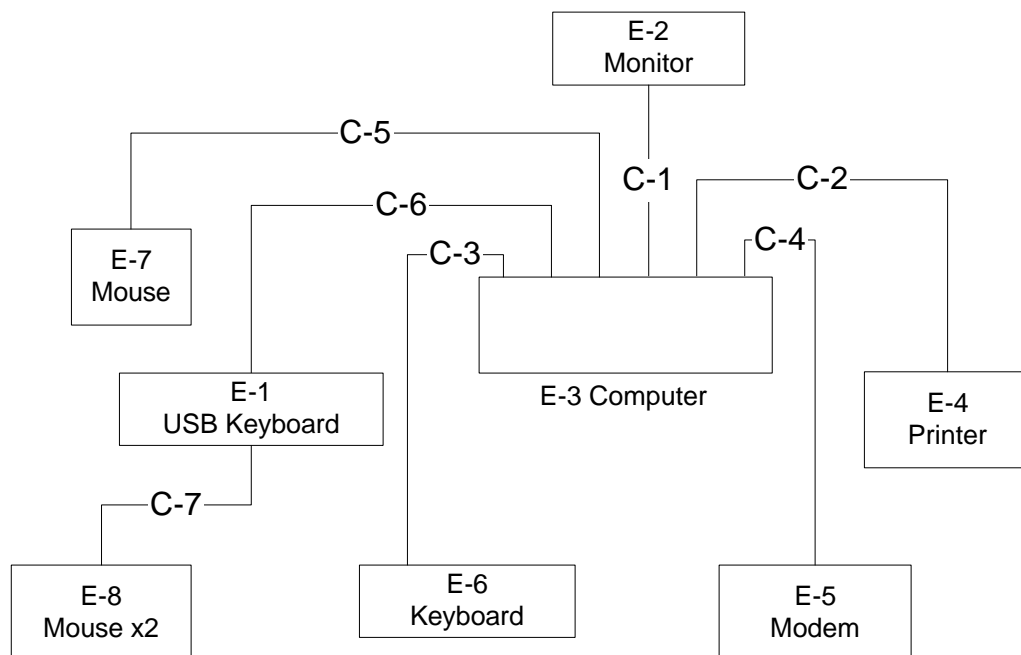 E-2
Monitor
C-5
C-1
C-2
C-6
C-3
C-4
E-7
Mouse
E-1
USB Keyboard
E-3 Computer
E-4
Printer
C-7
E-8
Mouse x2
E-6
Keyboard
E-5
Modem